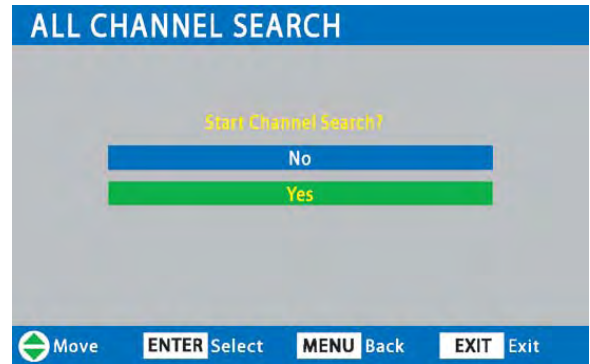 ALL CHANNEL SEARCH
Start Channel Search?
No
Yes
Move ENTER Select MENU Back EXIT Exit